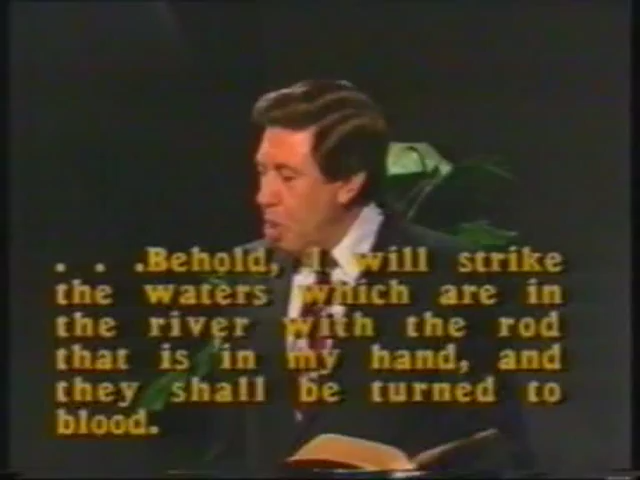 . . .Behold, I will strike
the waters which are in
the river with the rod
that is in my hand, and
they shall be turned to
blood.